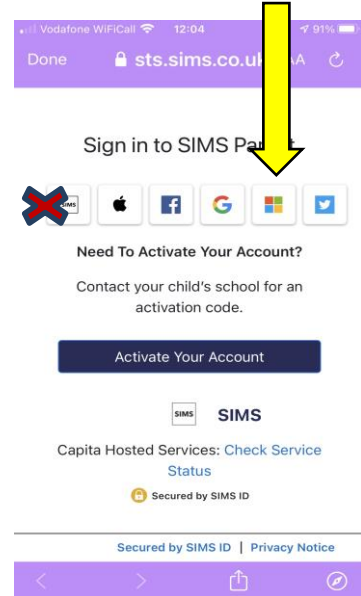 Vodafone WiFiCall 12:04 91%
Done sts.sims.co.uk AA
Sign in to SIMS Parent
SIMS
Need To Activate Your Account?
Contact your child's school for an
activation code.
Activate Your Account
SIMS SIMS
Capita Hosted Services: Check Service
Status
Secured by SIMS ID
Secured by SIMS ID | Privacy Notice